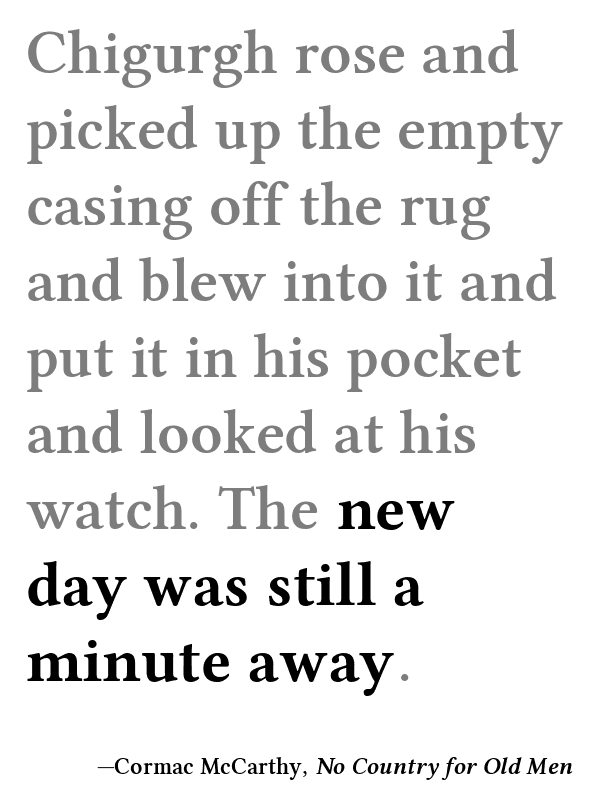 Chigurgh rose and
picked up the empty
casing off the rug
and blew into it and
put it in his pocket
and looked at his
watch. The new
day was still a
minute away.
—Cormac McCarthy, No Country for Old Men